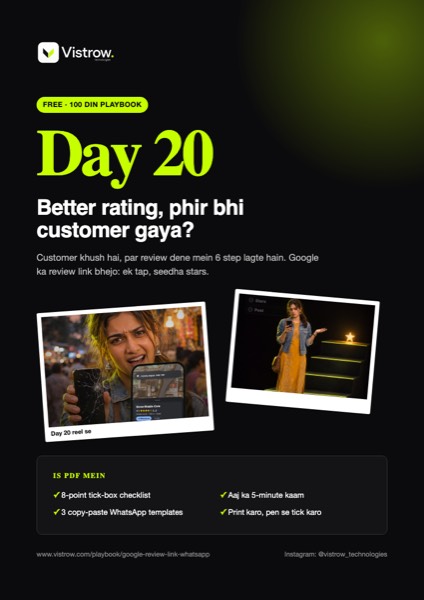 Vistrow.
FREE - 100 DIN PLAYBOOK
Day 20
Better rating, phir bhi
customer gaya?
Customer khush hai, par review dene mein 6 step lagte hain. Google
ka review link bhejo: ek tap, seedha stars.
Day 20 reel se
IS PDF MEIN
✔8-point tick-box checklist
✔Aaj ka 5-minute kaam
✔3 copy-paste WhatsApp templates
✔Print karo, pen se tick karo
www.vistrow.com/playbook/google-review-link-whatsapp
Instagram: @vistrow_technologies